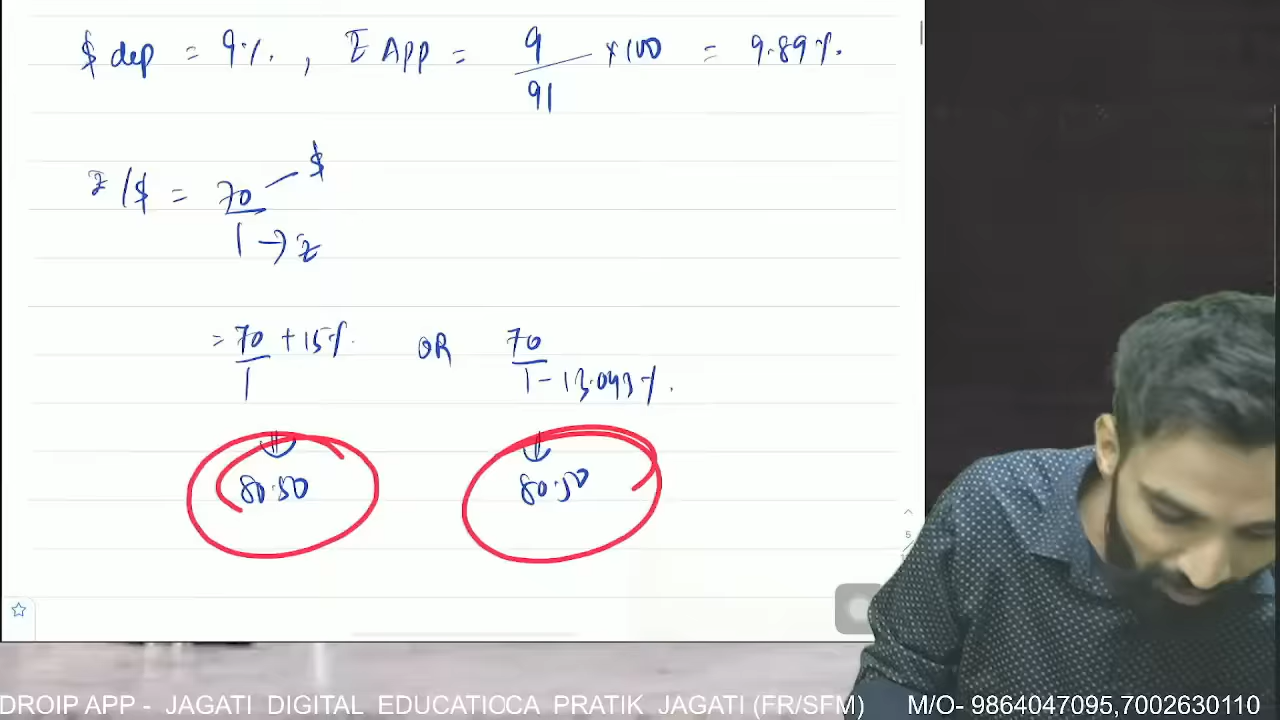 $ dep = 9%. , ₹ App = 9/91 × 100 = 9.89%.
₹/$ = 70 — $
1 → ₹
= 70/1 + 15%. OR 70/1 - 13.043%.
80.50 80.50
5
DROIP APP - JAGATI DIGITAL EDUCATIOCA PRATIK JAGATI (FR/SFM) M/O- 9864047095,7002630110